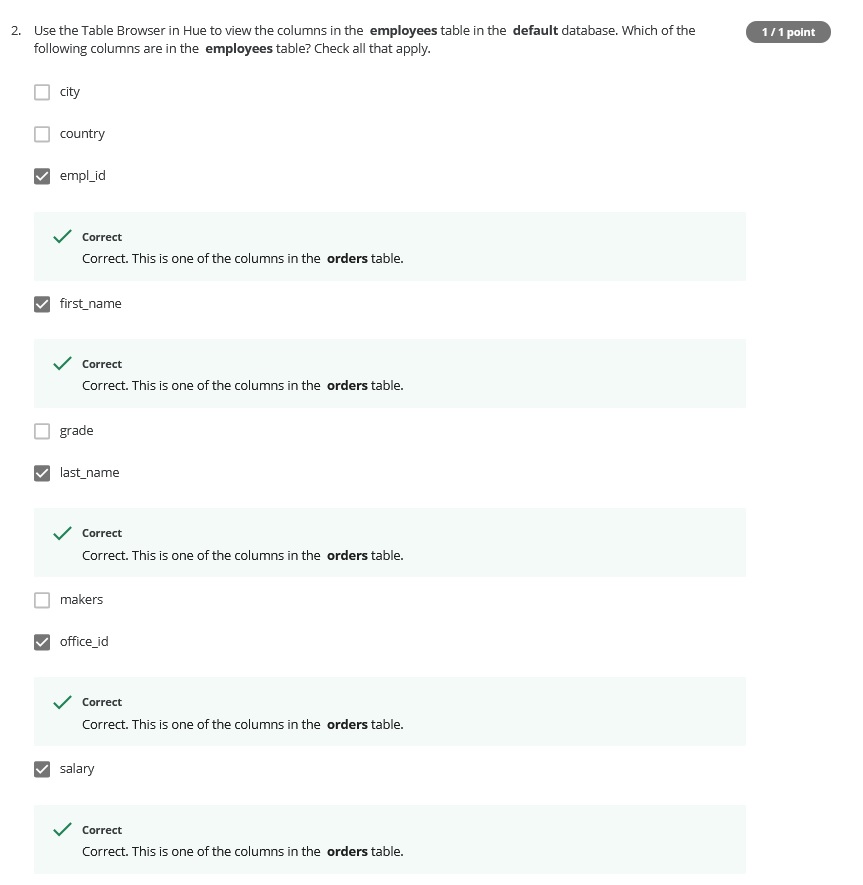 2. Use the Table Browser in Hue to view the columns in the employees table in the default database. Which of the
1 / 1 point
following columns are in the employees table? Check all that apply.
city
country
empl_id
Correct
Correct. This is one of the columns in the orders table.
first_name
Correct
Correct. This is one of the columns in the orders table.
grade
last_name
Correct
Correct. This is one of the columns in the orders table.
makers
office_id
Correct
Correct. This is one of the columns in the orders table.
salary
Correct
Correct. This is one of the columns in the orders table.